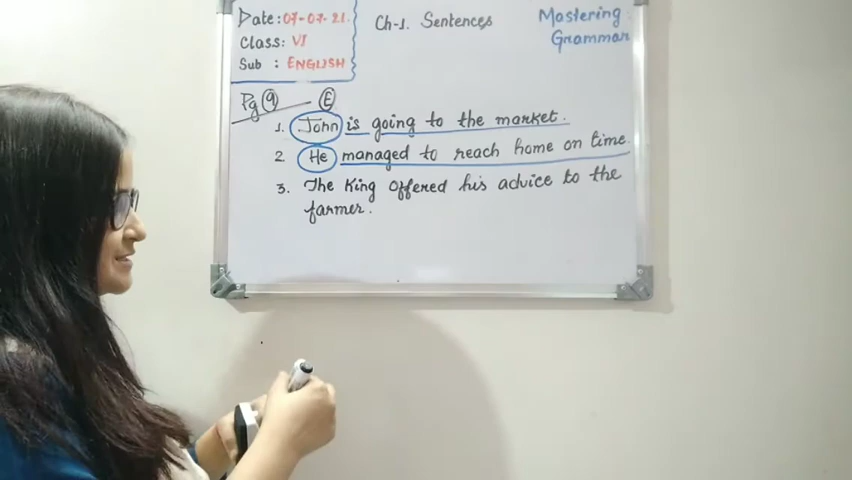 Date: 07-07-21.
Class: VI
Sub : ENGLISH
Ch-1. Sentences
Mastering
Grammar
Pg 9 E
1. John is going to the market.
2 He managed to reach home on time.
3. The King offered his advice to the
farmer.